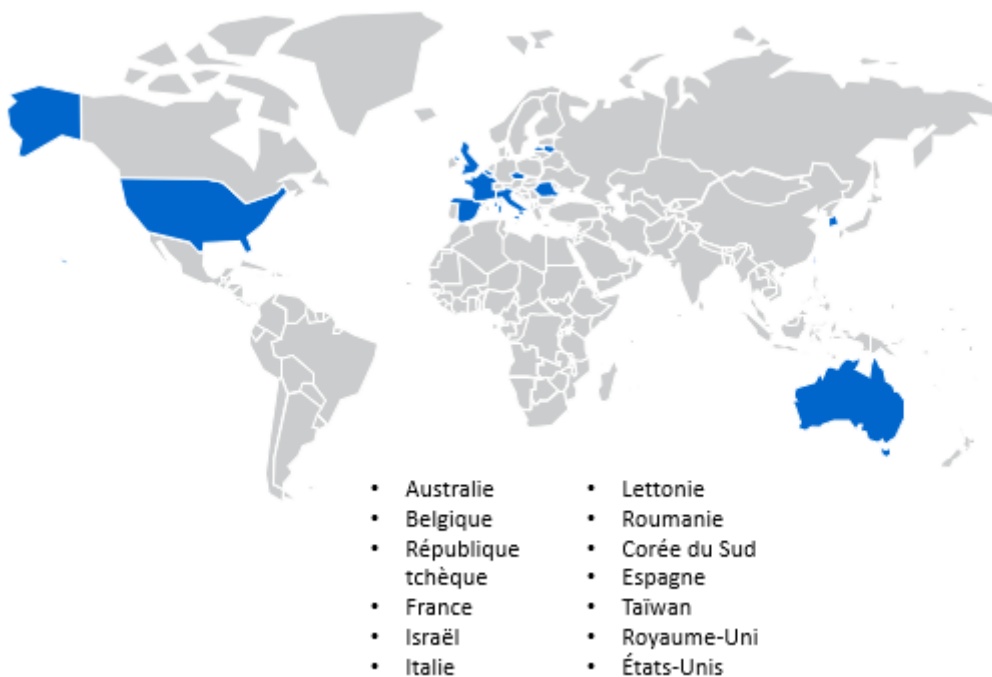 • Australie
• Belgique
• République
tchèque
• France
• Israël
• Italie
• Lettonie
• Roumanie
• Corée du Sud
• Espagne
• Taïwan
• Royaume-Uni
• États-Unis